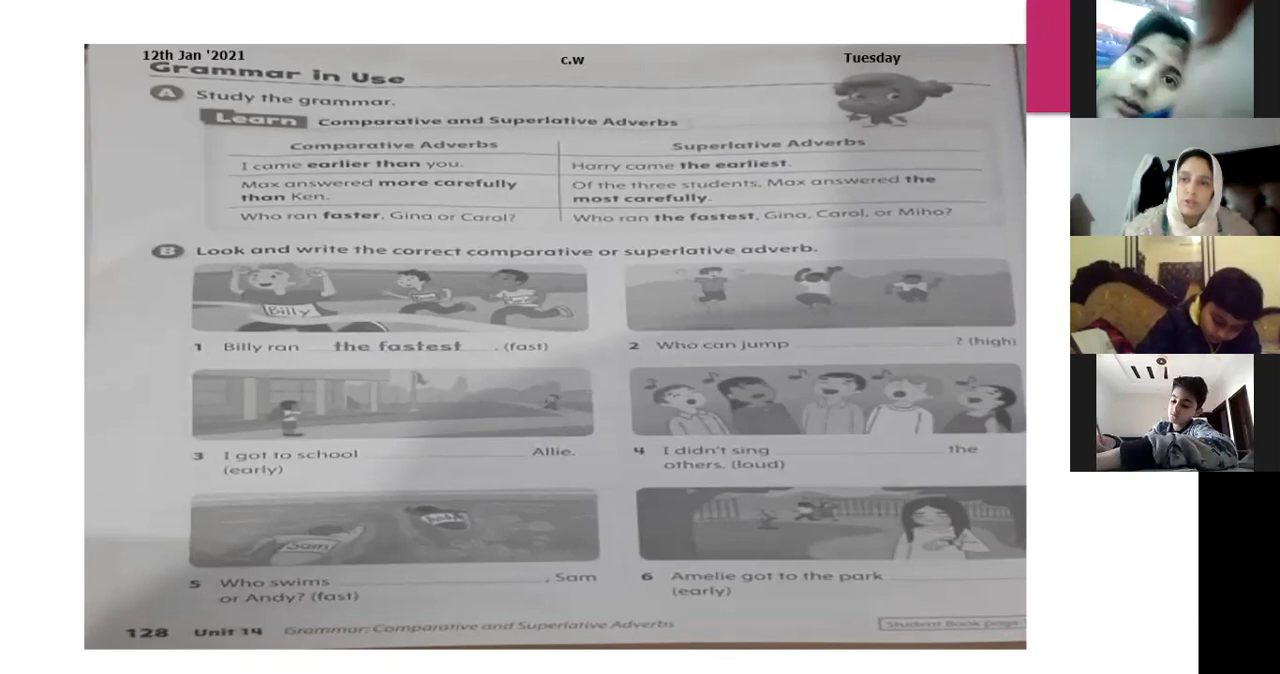 12th Jan '2021 c.w Tuesday
Grammar in Use
A Study the grammar.
Learn Comparative and Superlative Adverbs
Comparative Adverbs Superlative Adverbs
I came earlier than you. Harry came the earliest.
Max answered more carefully than Ken. Of the three students, Max answered the most carefully.
Who ran faster, Gina or Carol? Who ran the fastest, Gina, Carol, or Miho?
B Look and write the correct comparative or superlative adverb.
Billy
1 Billy ran the fastest. (fast)
2 Who can jump ? (high)
3 I got to school Allie.
(early)
4 I didn't sing the
others. (loud)
Sam
5 Who swims , Sam
or Andy? (fast)
6 Amelie got to the park
(early)
128 Unit 14 Grammar: Comparative and Superlative Adverbs
Student Book page